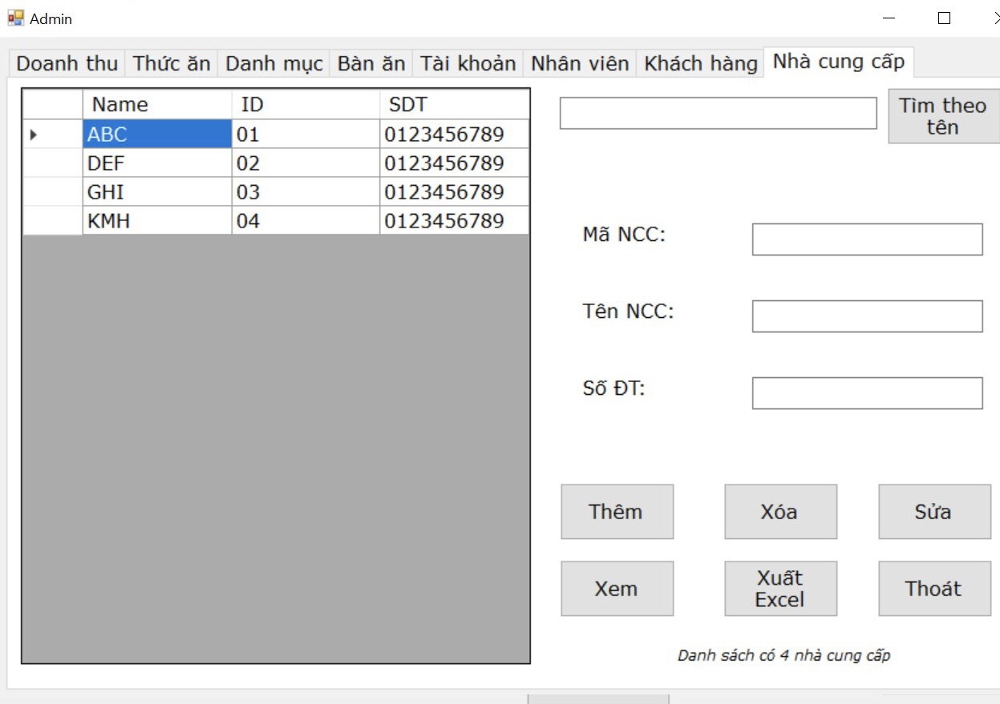 Admin
Doanh thu Thức ăn Danh mục Bàn ăn Tài khoản Nhân viên Khách hàng Nhà cung cấp
Name ID SDT
ABC 01 0123456789
DEF 02 0123456789
GHI 03 0123456789
KMH 04 0123456789
Tìm theo
tên
Mã NCC:
Tên NCC:
Số ĐT:
Thêm Xóa Sửa
Xem Xuất Excel Thoát
Danh sách có 4 nhà cung cấp